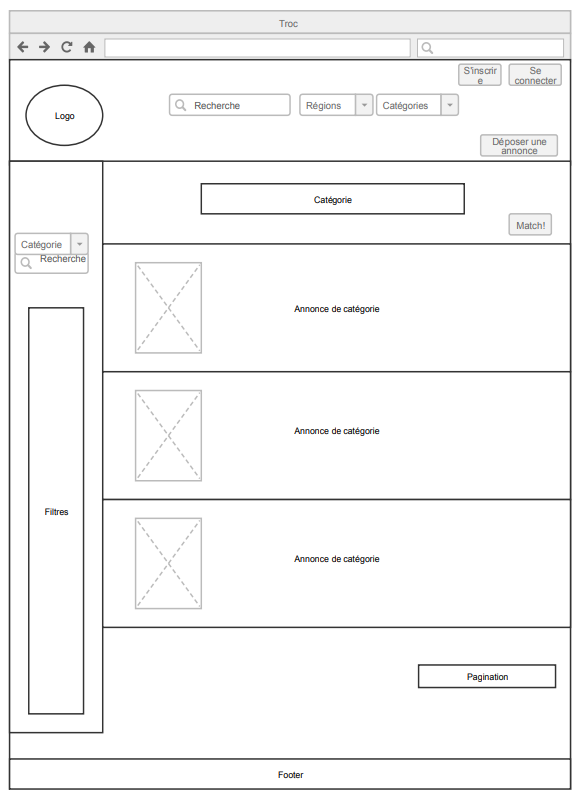 Troc
S'inscrir
e
Se
connecter
Logo
Recherche
Régions
Catégories
Déposer une
annonce
Catégorie
Match!
Catégorie
Recherche
Annonce de catégorie
Annonce de catégorie
Filtres
Annonce de catégorie
Pagination
Footer